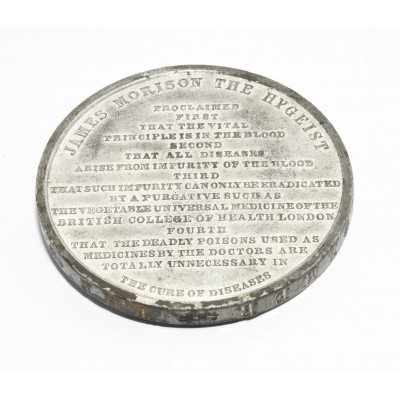 JAMES MORISON THE HYGEIST
PROCLAIMED
FIRST
THAT THE VITAL
PRINCIPLE IS IN THE BLOOD
SECOND
THAT ALL DISEASES
ARISE FROM IMPURITY OF THE BLOOD
THIRD
THAT SUCH IMPURITY CAN ONLY BE ERADICATED
BY A PURGATIVE SUCH AS
THE VEGETABLE UNIVERSAL MEDICINE OF THE
BRITISH COLLEGE OF HEALTH LONDON
FOURTH
THAT THE DEADLY POISONS USED AS
MEDICINES BY THE DOCTORS ARE
TOTALLY UNNECESSARY IN
THE CURE OF DISEASES